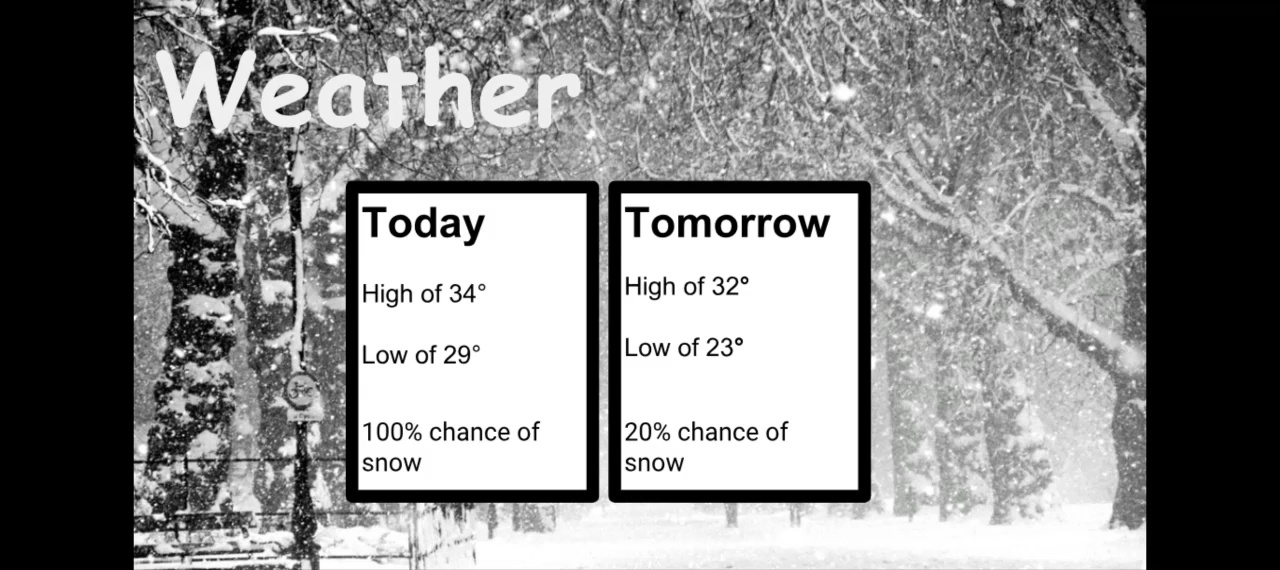 Weather
Today
High of 34°
Low of 29°
100% chance of
snow
Tomorrow
High of 32°
Low of 23°
20% chance of
snow